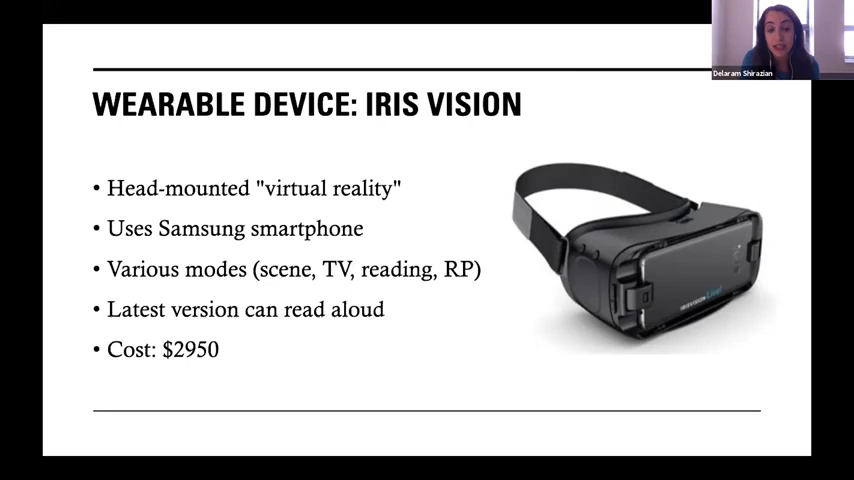 Delaram Shirazian
WEARABLE DEVICE: IRIS VISION
• Head-mounted "virtual reality"
• Uses Samsung smartphone
• Various modes (scene, TV, reading, RP)
• Latest version can read aloud
• Cost: $2950
IRISVISION Live!